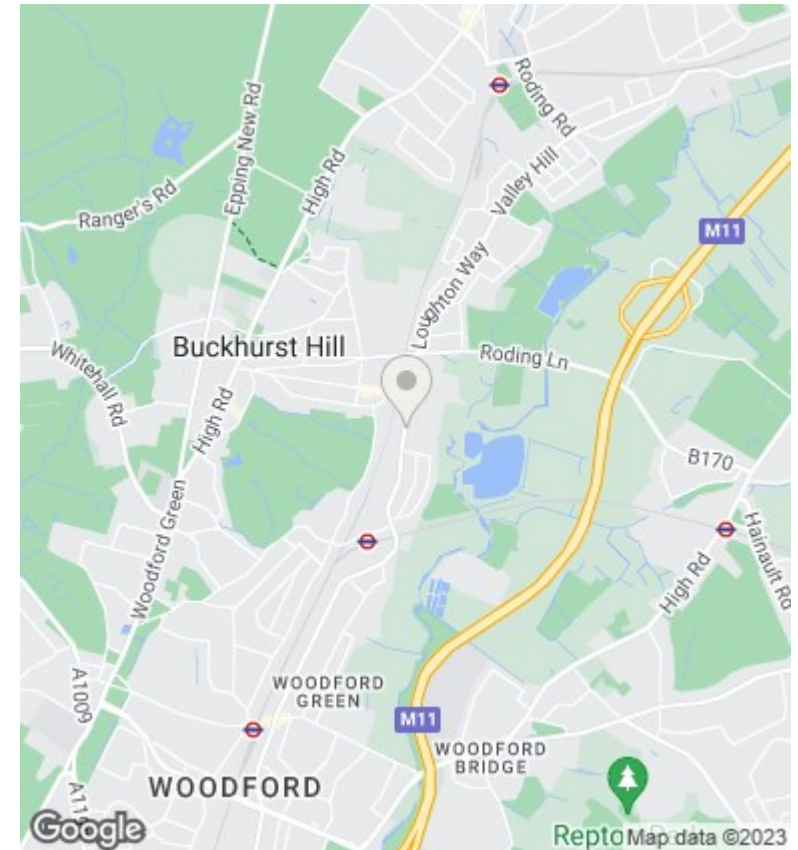 Epping New Rd
High Rd
Roding Rd
Valley Hill
Ranger's Rd
M11
Loughton Way
Whitehall Rd
Buckhurst Hill
Roding Ln
High Rd
B170
Woodford Green
High Rd
Hainault Rd
A1009
WOODFORD
GREEN
M11
WOODFORD
BRIDGE
WOODFORD
Google
Map data ©2023